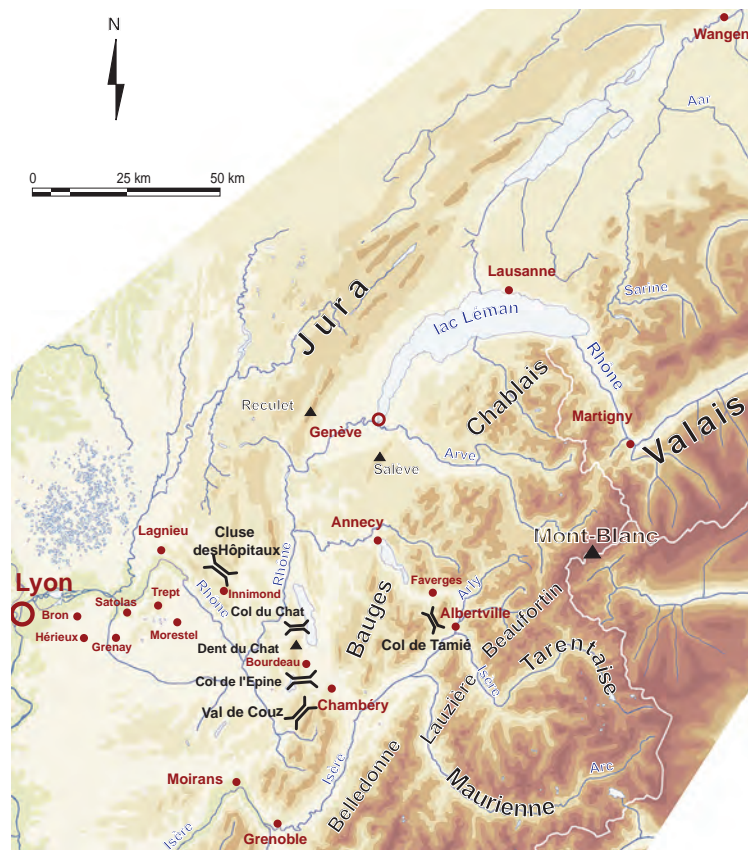 N
Wangen
Aar
0 25 km 50 km
Lausanne
lac Léman
Sarine
Jura
Rhône
Reculet
Chablais
Martigny
Valais
Genève
Arve
Salève
Annecy
Mont-Blanc
Lagnieu
Cluse
desHôpitaux
Lyon
Rhône
Rhône
Innimond
Faverges
Arly
Bauges
Beaufortin
Trept
Satolas
Bron
Col du Chat
Albertville
Morestel
Hérieux
Grenay
Dent du Chat
Col de Tamié
Bourdeau
Tarentaise
Isère
Col de l'Epine
Chambéry
Lauzière
Val de Couz
Isère
Belledonne
Maurienne
Arc
Moirans
Isère
Grenoble